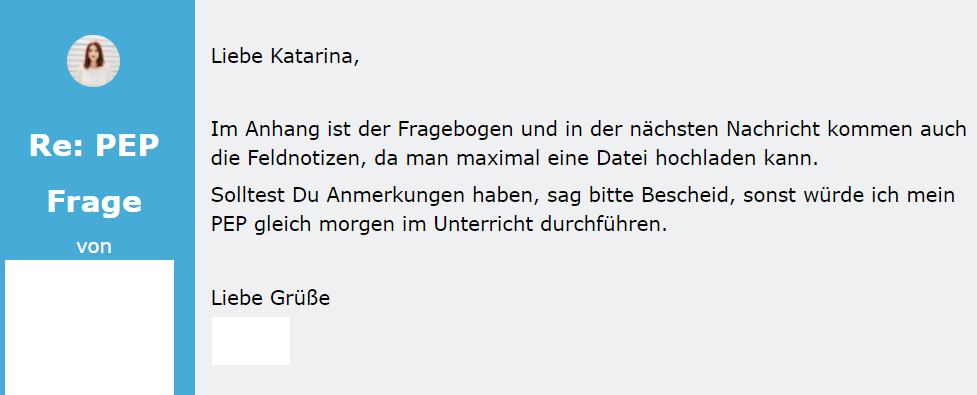 Re: PEP
Frage
von
Liebe Katarina,
Im Anhang ist der Fragebogen und in der nächsten Nachricht kommen auch
die Feldnotizen, da man maximal eine Datei hochladen kann.
Solltest Du Anmerkungen haben, sag bitte Bescheid, sonst würde ich mein
PEP gleich morgen im Unterricht durchführen.
Liebe Grüße